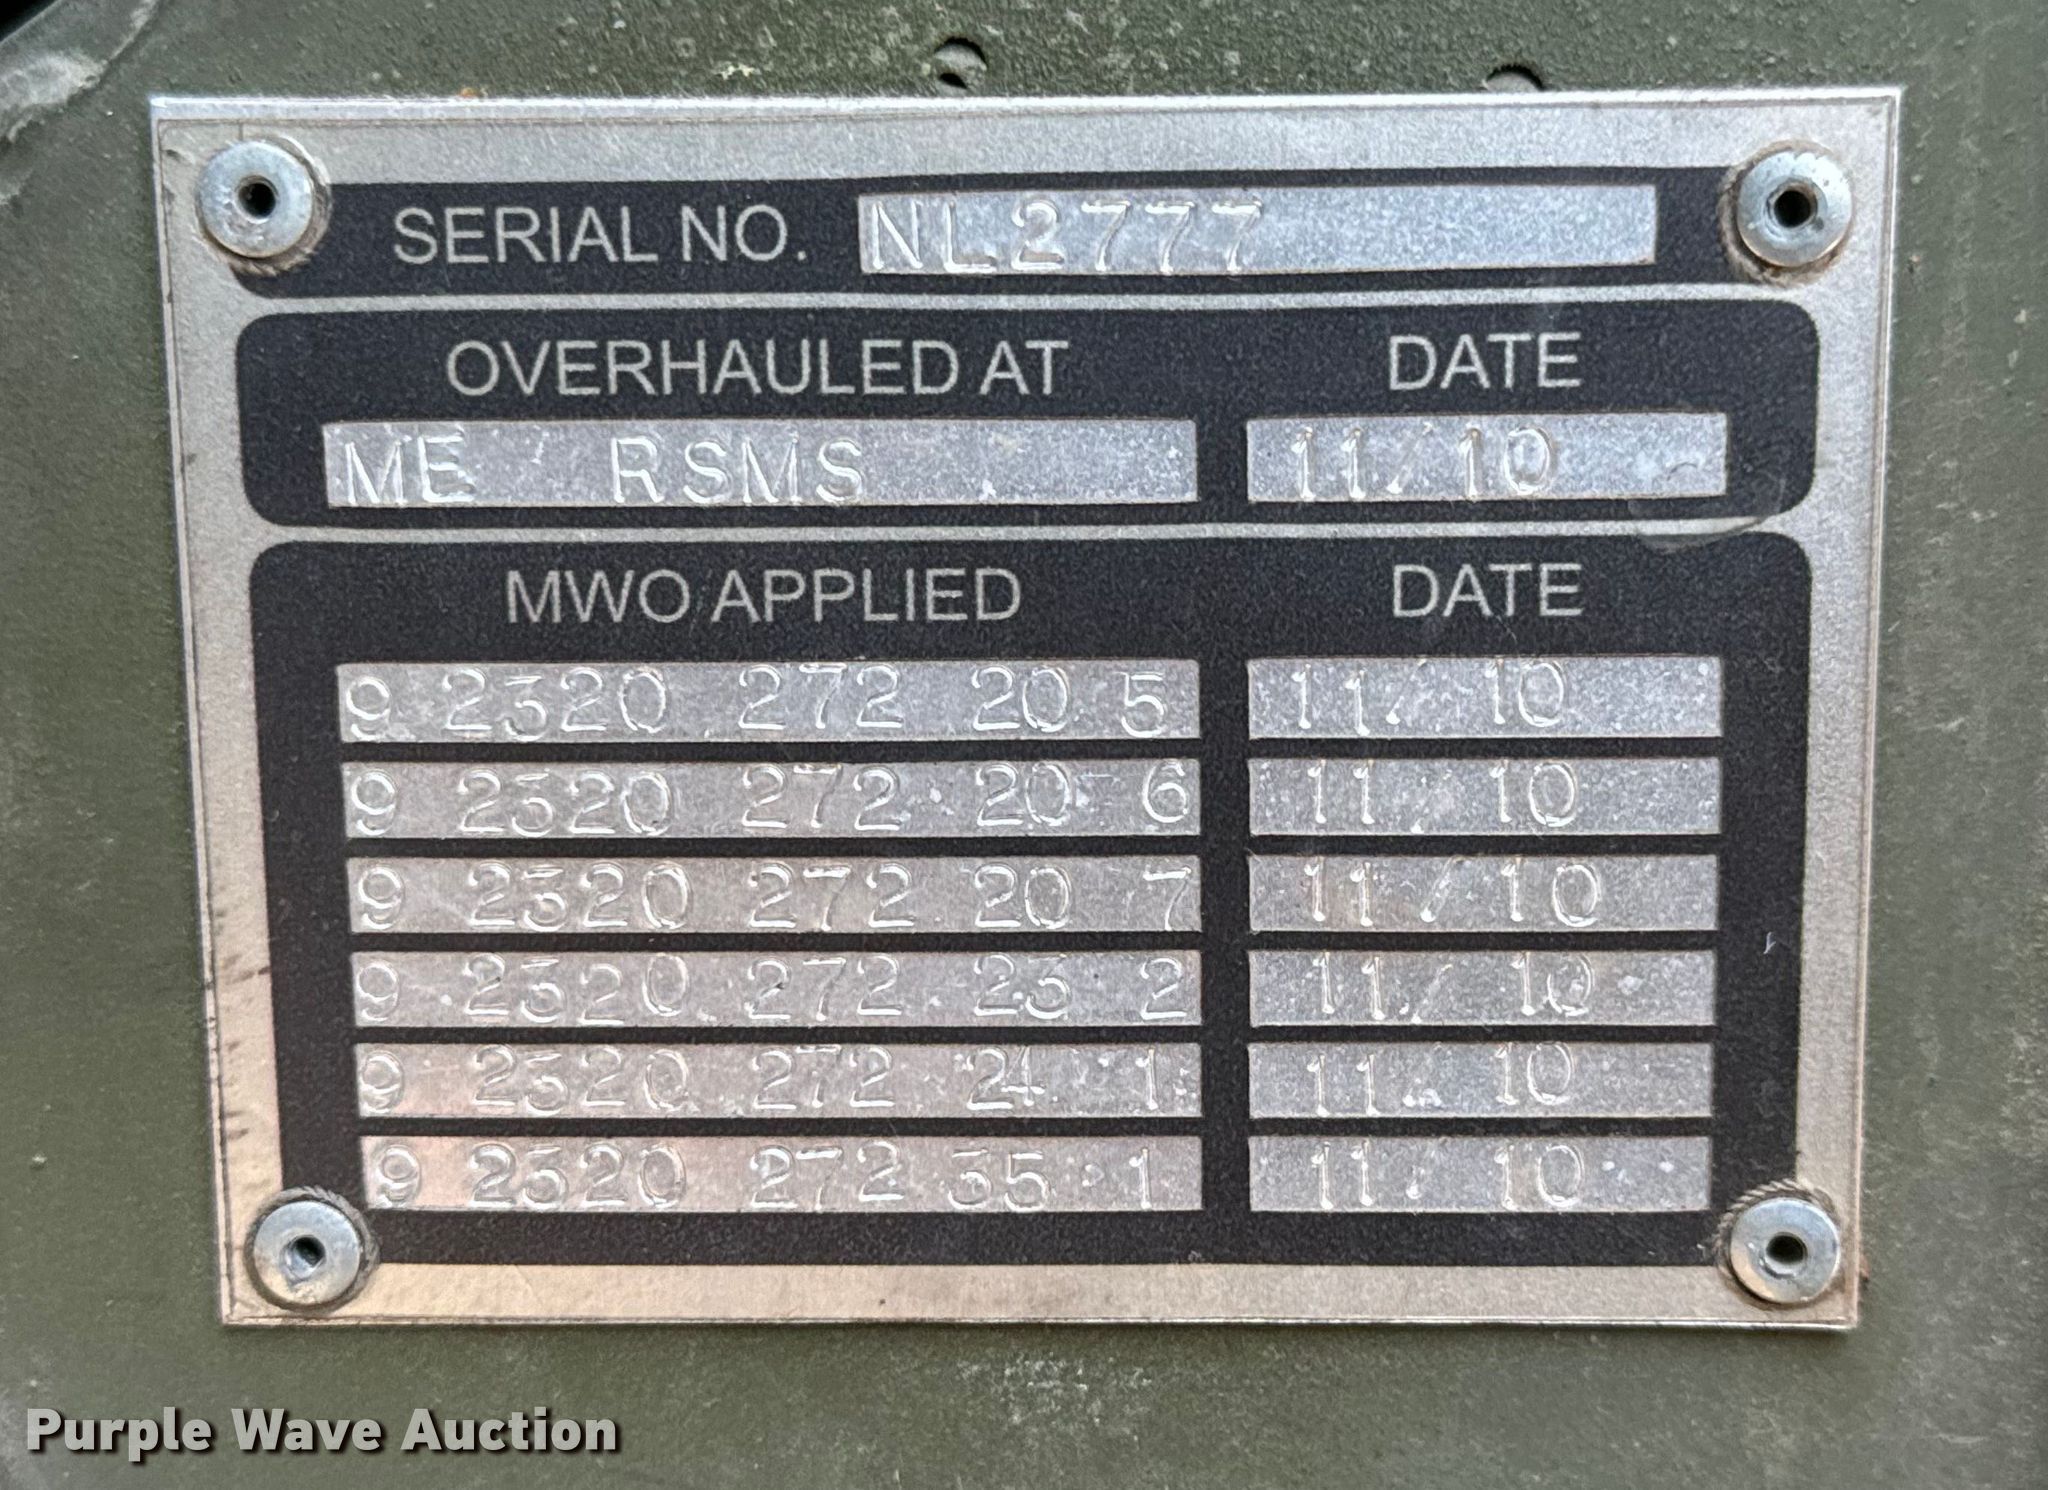 SERIAL NO. NL2777
OVERHAULED AT DATE
ME RSMS 11/10
MWO APPLIED DATE
9 2320 272 20 5 11/10
9 2320 272 20 6 11/10
9 2320 272 20 7 11/10
9 2320 272 23 2 11/10
9 2320 272 24 1 11/10
9 2320 272 35 1 11/10
Purple Wave Auction